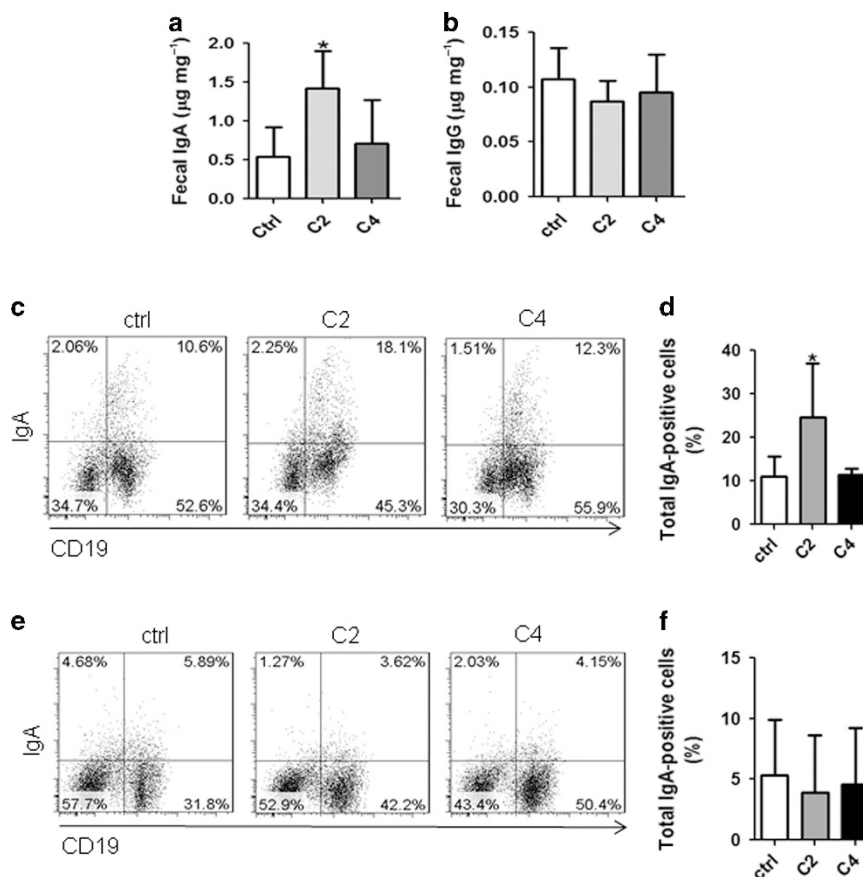 a
Fecal IgA (µg mg⁻¹)
2.0
1.5
1.0
0.5
0.0
*
Ctrl
C2
C4
b
Fecal IgG (µg mg⁻¹)
0.15
0.10
0.05
0.00
Ctrl
C2
C4
c
ctrl
C2
C4
IgA
2.06%
10.6%
34.7%
52.6%
2.25%
18.1%
34.4%
45.3%
1.51%
12.3%
30.3%
55.9%
CD19
d
Total IgA-positive cells
(%)
40
30
20
10
0
*
ctrl
C2
C4
e
ctrl
C2
C4
IgA
4.68%
5.89%
57.7%
31.8%
1.27%
3.62%
52.9%
42.2%
2.03%
4.15%
43.4%
50.4%
CD19
f
Total IgA-positive cells
(%)
15
10
5
0
ctrl
C2
C4